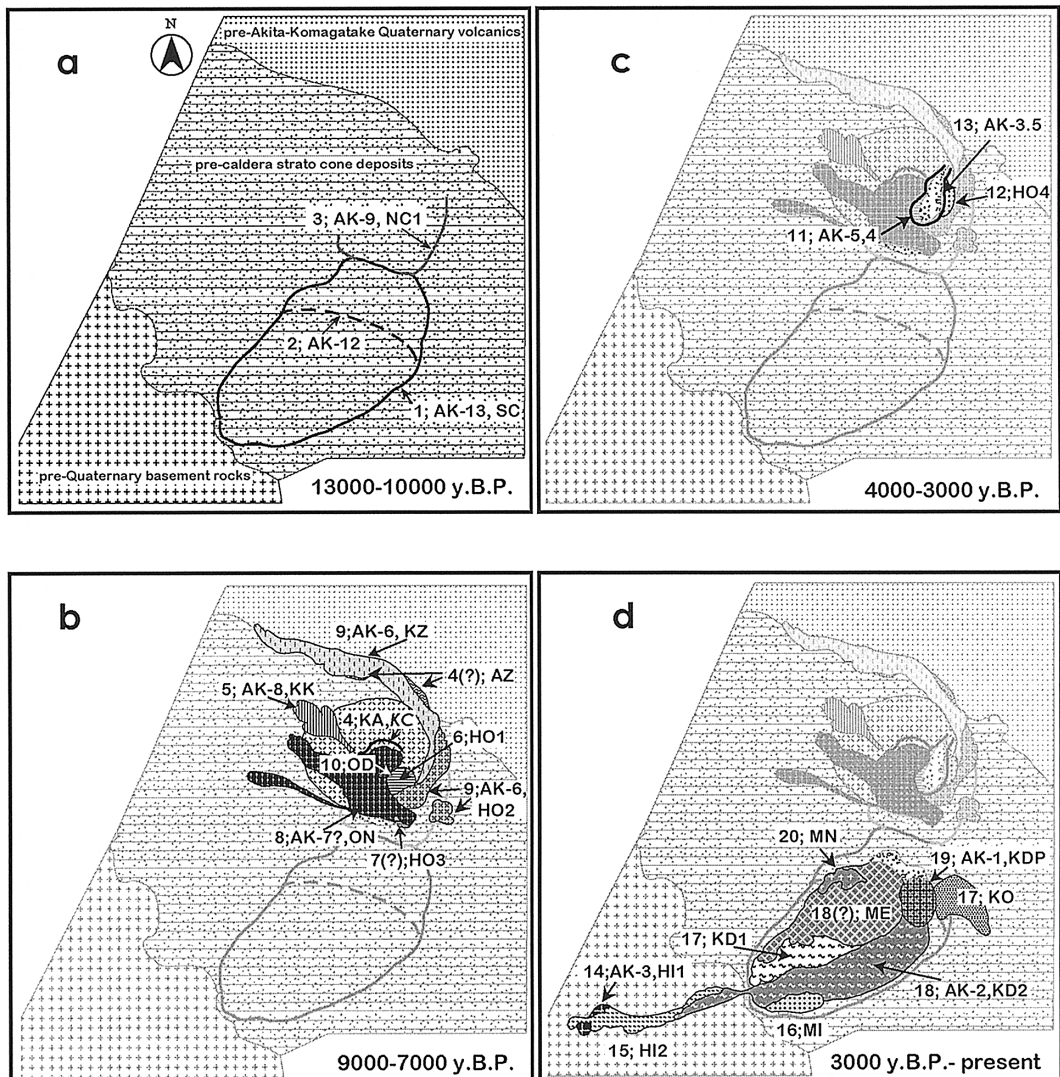 N
a
pre-Akita-Komagatake Quaternary volcanics
pre-caldera strato cone deposits
3; AK-9, NC1
2; AK-12
1; AK-13, SC
pre-Quaternary basement rocks
13000-10000 y.B.P.
c
13; AK-3.5
12;HO4
11; AK-5,4
4000-3000 y.B.P.
b
9;AK-6, KZ
4(?); AZ
5; AK-8,KK
4;KA,KC
6;HO1
10;OD
9;AK-6,
HO2
8;AK-7?,ON
7(?);HO3
9000-7000 y.B.P.
d
20; MN
19; AK-1,KDP
17; KO
18(?); ME
17; KD1
14;AK-3,HI1
18; AK-2,KD2
16;MI
15; HI2
3000 y.B.P.- present